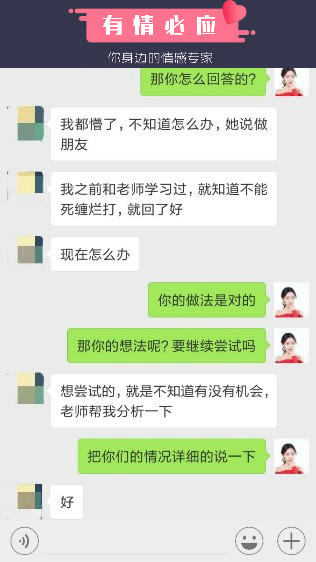 有情必应
你身边的情感专家
那你怎么回答的?
我都懵了,不知道怎么办,她说做
朋友
我之前和老师学习过,就知道不能
死缠烂打,就回了好
现在怎么办
你的做法是对的
那你的想法呢?要继续尝试吗
想尝试的,就是不知道有没有机会,
老师帮我分析一下
把你们的情况详细的说一下
好